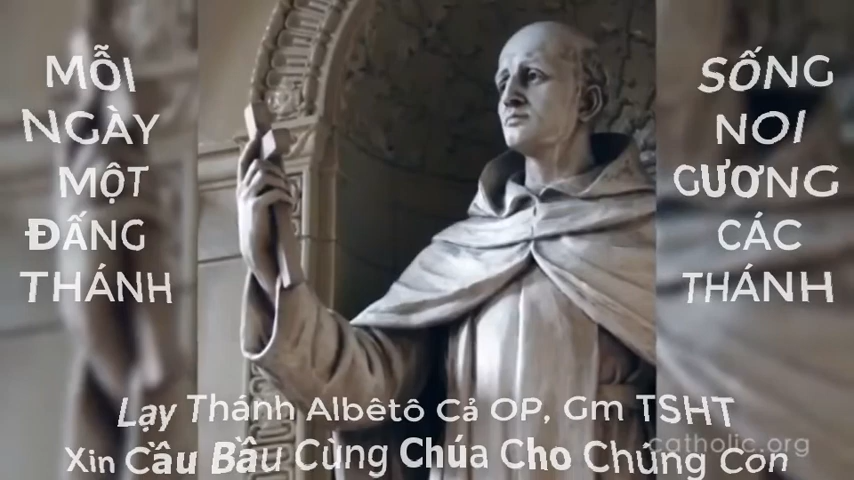 MỖI
NGÀY
MỘT
ĐẤNG
THÁNH
SỐNG
NOI
GƯƠNG
CÁC
THÁNH
Lạy Thánh Albêtô Cả OP, Gm TSHT
Xin Cầu Bầu Cùng Chúa Cho Chúng Con
catholic.org